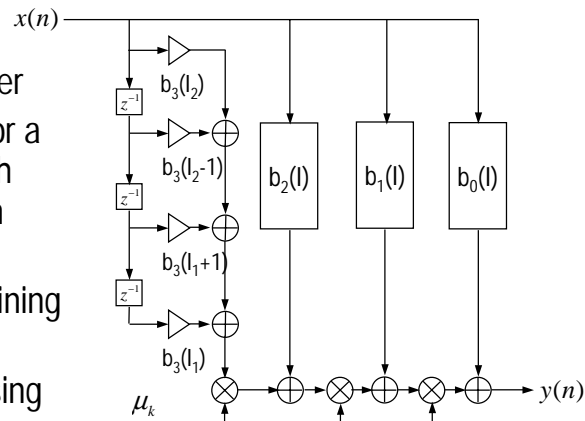 x(n)
er
b₃(I₂)
z⁻¹
or a
n
b₃(I₂-1)
b₂(I) b₁(I) b₀(I)
z⁻¹
n
b₃(I₁+1)
z⁻¹
ining
b₃(I₁)
ing
μₖ
y(n)